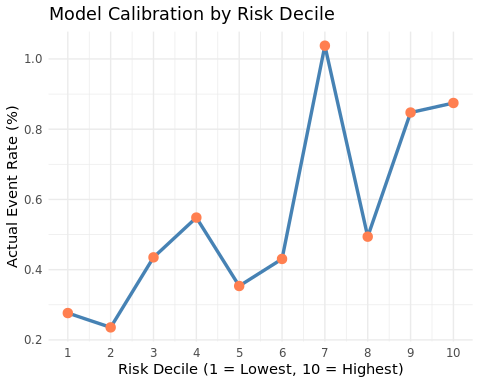 Model Calibration by Risk Decile
Actual Event Rate (%)
1.0
0.8
0.6
0.4
0.2
1 2 3 4 5 6 7 8 9 10
Risk Decile (1 = Lowest, 10 = Highest)